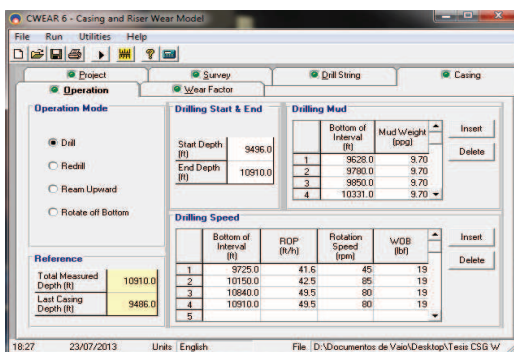 CWEAR 6 - Casing and Riser Wear Model
File Run Utilities Help
Project Survey Drill String Casing
Operation Wear Factor
Operation Mode
Drill
Redrill
Ream Upward
Rotate off Bottom
Reference
Total Measured Depth (ft) 10910.0
Last Casing Depth (ft) 9486.0
Drilling Start & End
Start Depth (ft) 9496.0
End Depth (ft) 10910.0
Drilling Mud
Bottom of Interval (ft) Mud Weight (ppg)
1 9628.0 9.70
2 9780.0 9.70
3 9850.0 9.70
4 10331.0 9.70
Insert
Delete
Drilling Speed
Bottom of Interval (ft) ROP (ft/h) Rotation Speed (rpm) WOB (lbf)
1 9725.0 41.6 45 19
2 10150.0 42.5 85 19
3 10840.0 49.5 80 19
4 10910.0 49.5 80 19
5
Insert
Delete
18:27 23/07/2013 Units English File D:\Documentos de Vaio\Desktop\Tesis CSG W